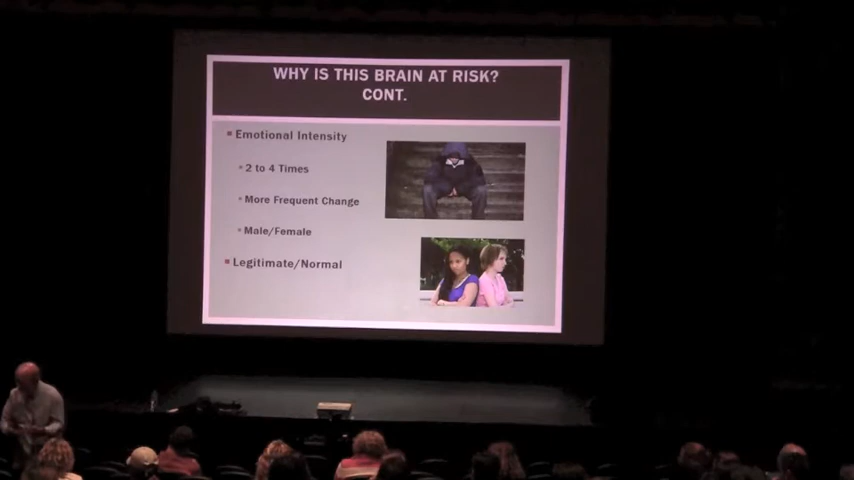 WHY IS THIS BRAIN AT RISK?
CONT.
Emotional Intensity
2 to 4 Times
More Frequent Change
Male/Female
Legitimate/Normal